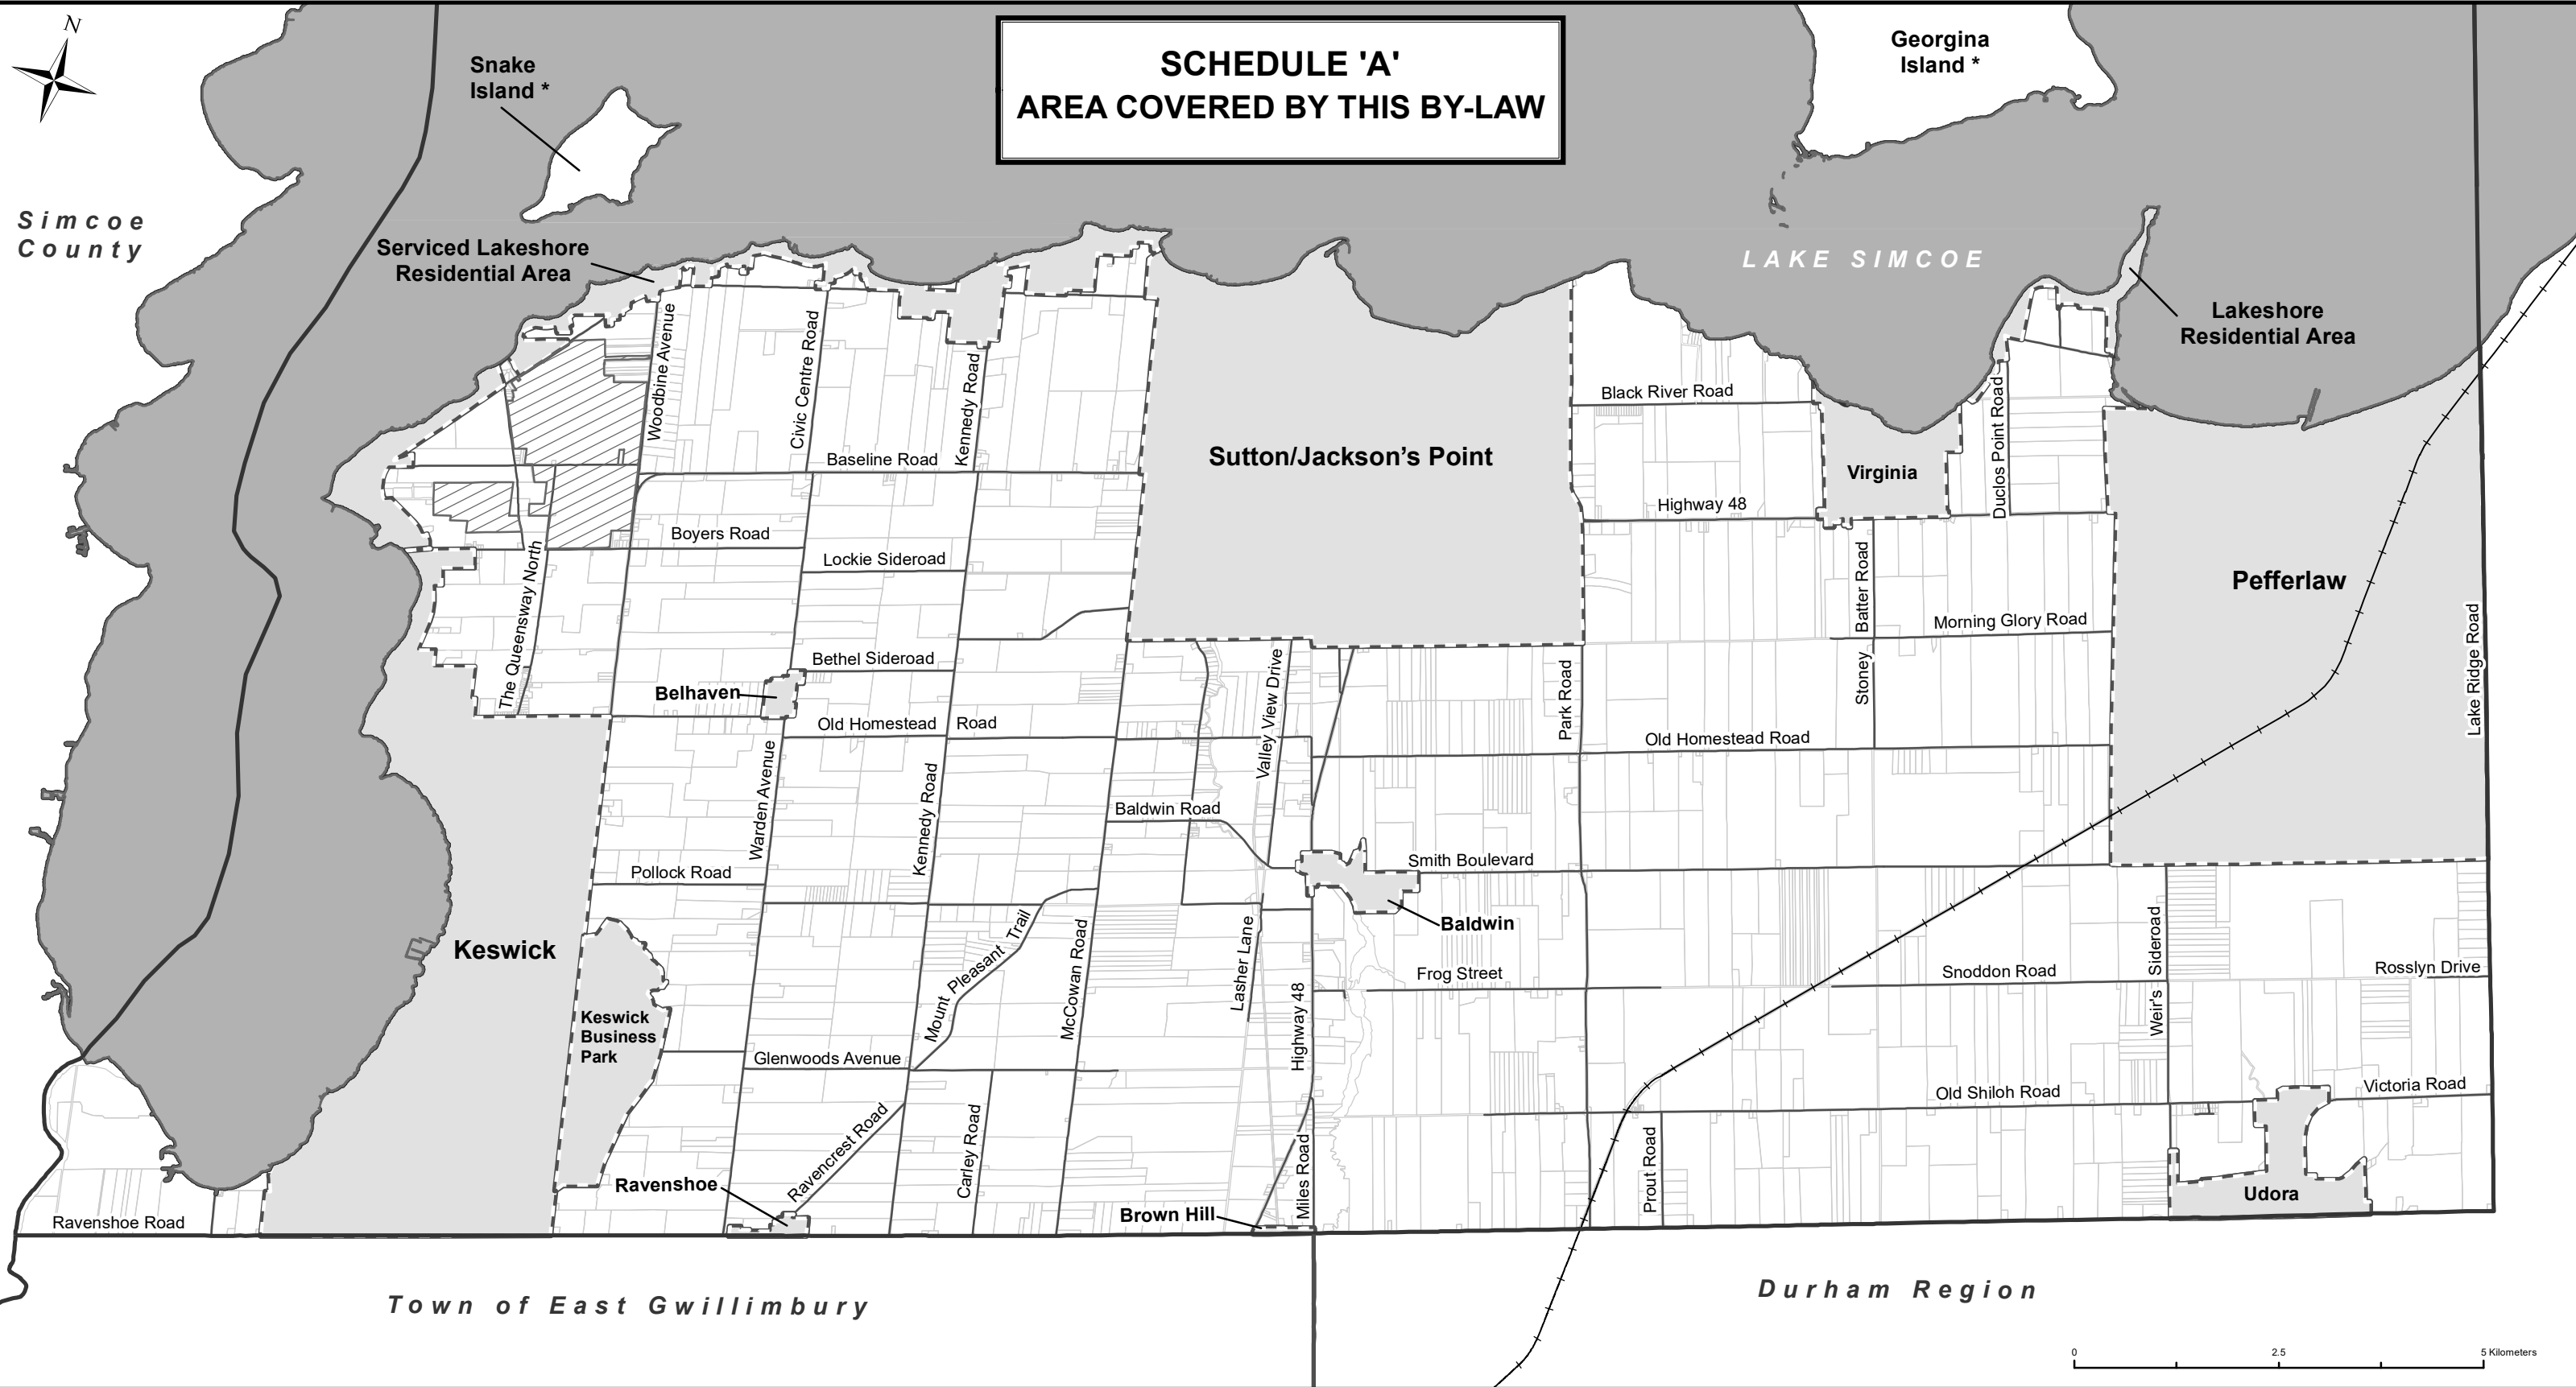 N
SCHEDULE 'A'
AREA COVERED BY THIS BY-LAW
Snake
Island *
Georgina
Island *
Simcoe
County
Serviced Lakeshore
Residential Area
LAKE SIMCOE
Lakeshore
Residential Area
Woodbine Avenue
Civic Centre Road
Kennedy Road
Baseline Road
Sutton/Jackson's Point
Black River Road
Duclos Point Road
Virginia
Highway 48
Boyers Road
Lockie Sideroad
The Queensway North
Batter Road
Stoney
Morning Glory Road
Pefferlaw
Lake Ridge Road
Bethel Sideroad
Belhaven
Old Homestead
Road
Valley View Drive
Park Road
Old Homestead Road
Warden Avenue
Kennedy Road
Baldwin Road
Pollock Road
Smith Boulevard
Baldwin
Keswick
Mount Pleasant Trail
McCowan Road
Lasher Lane
Highway 48
Frog Street
Snoddon Road
Weir's Sideroad
Rosslyn Drive
Keswick
Business
Park
Glenwoods Avenue
Old Shiloh Road
Victoria Road
Ravencrest Road
Carley Road
Miles Road
Prout Road
Ravenshoe
Udora
Brown Hill
Ravenshoe Road
Town of East Gwillimbury
Durham Region
0
2.5
5 Kilometers